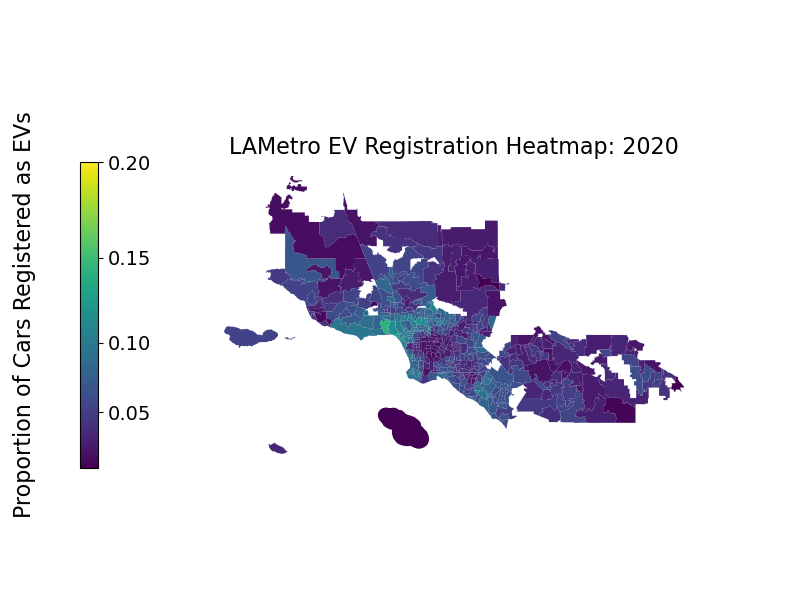 LAMetro EV Registration Heatmap: 2020
Proportion of Cars Registered as EVs
0.20
0.15
0.10
0.05